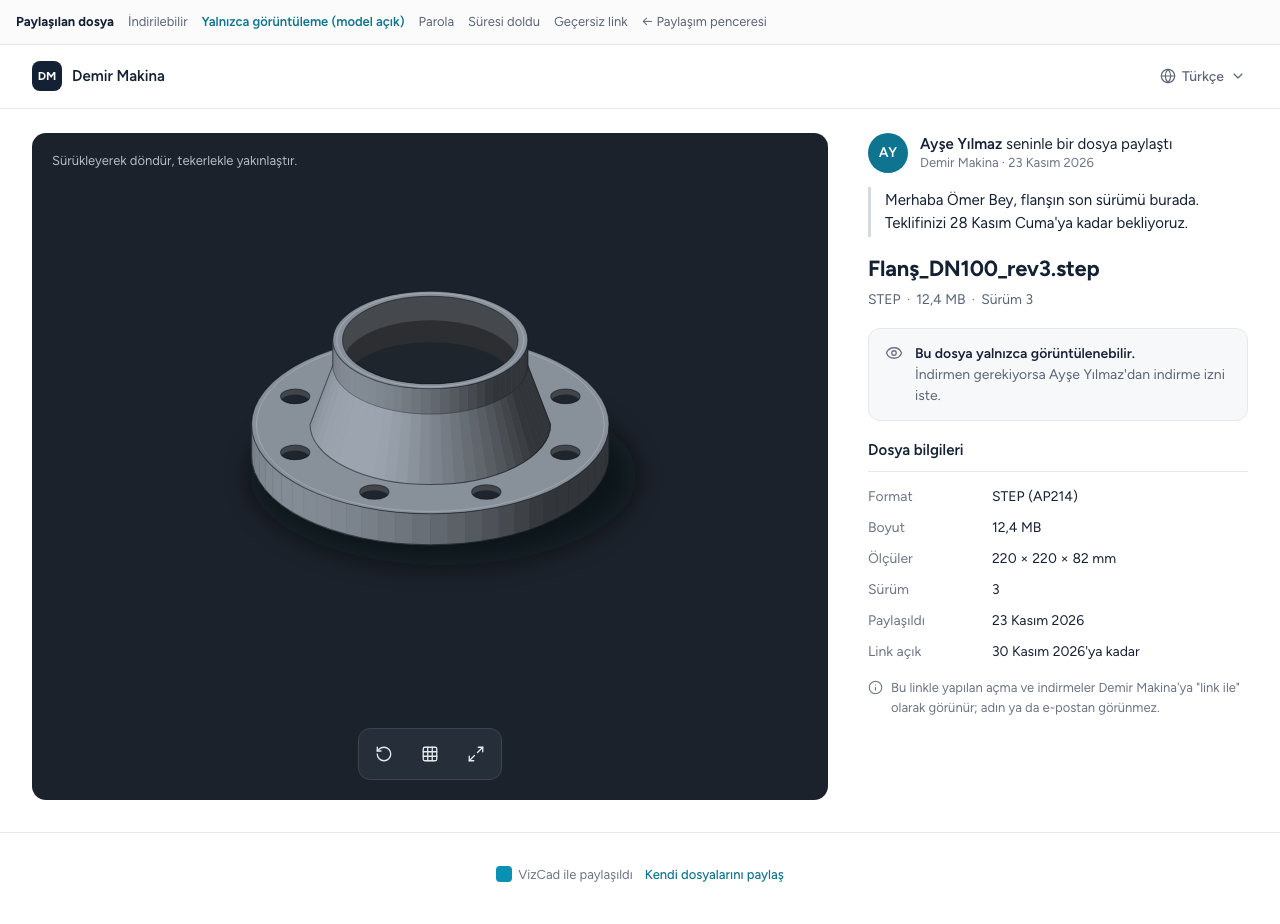 Paylaşılan dosya İndirilebilir Yalnızca görüntüleme (model açık) Parola Süresi doldu Geçersiz link ← Paylaşım penceresi
DM Demir Makina
Türkçe
Sürükleyerek döndür, tekerlekle yakınlaştır.
AY
Ayşe Yılmaz seninle bir dosya paylaştı
Demir Makina · 23 Kasım 2026
Merhaba Ömer Bey, flanşın son sürümü burada.
Teklifinizi 28 Kasım Cuma'ya kadar bekliyoruz.
Flanş_DN100_rev3.step
STEP · 12,4 MB · Sürüm 3
Bu dosya yalnızca görüntülenebilir.
İndirmen gerekiyorsa Ayşe Yılmaz'dan indirme izni
iste.
Dosya bilgileri
Format STEP (AP214)
Boyut 12,4 MB
Ölçüler 220 × 220 × 82 mm
Sürüm 3
Paylaşıldı 23 Kasım 2026
Link açık 30 Kasım 2026'ya kadar
Bu linkle yapılan açma ve indirmeler Demir Makina'ya "link ile"
olarak görünür; adın ya da e-postan görünmez.
VizCad ile paylaşıldı Kendi dosyalarını paylaş